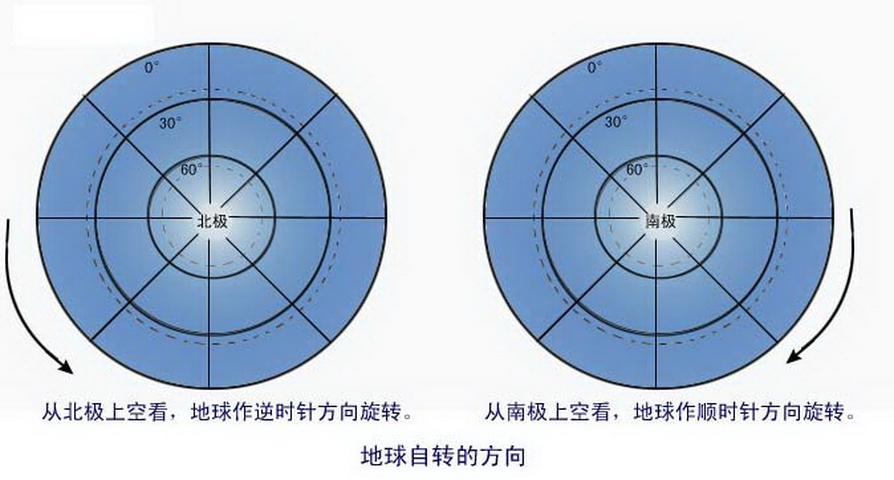 0°
30°
60°
北极
0°
30°
60°
南极
从北极上空看，地球作逆时针方向旋转。
从南极上空看，地球作顺时针方向旋转。
地球自转的方向